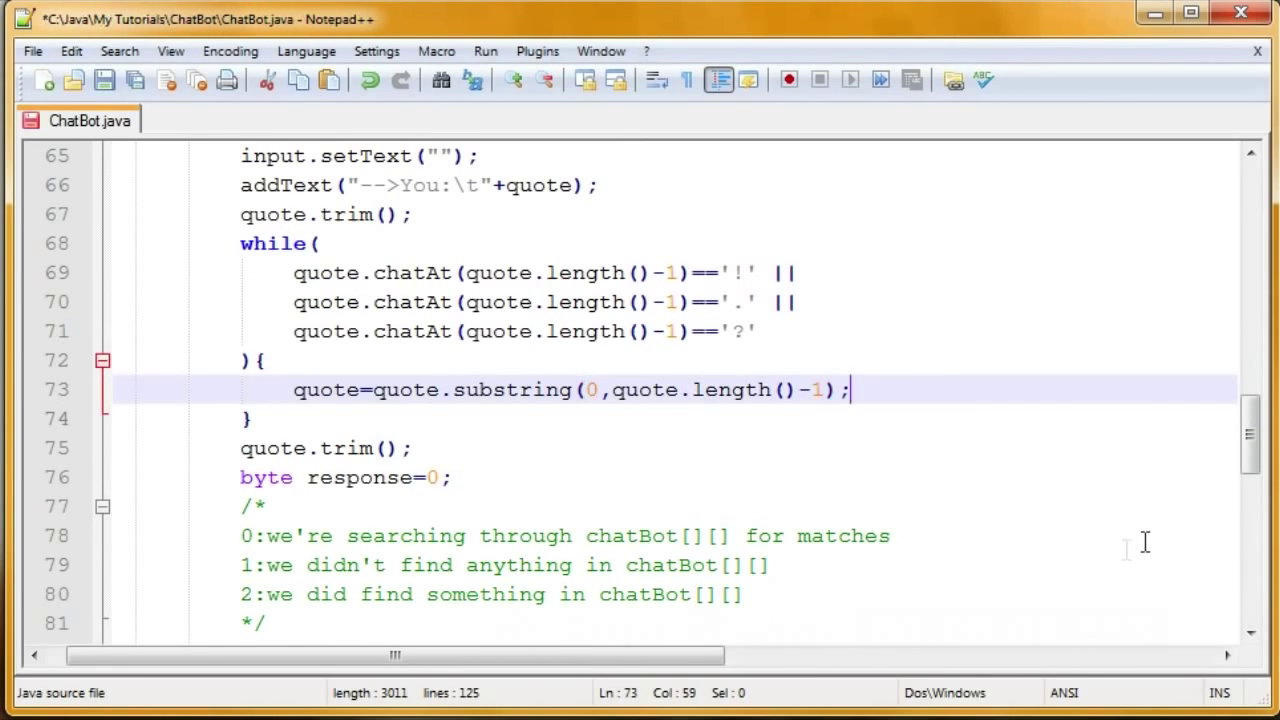 *C:\Java\My Tutorials\ChatBot\ChatBot.java - Notepad++
File Edit Search View Encoding Language Settings Macro Run Plugins Window ? X
ABC
ChatBot.java
65 input.setText("");
66 addText("-->You:\t"+quote);
67 quote.trim();
68 while(
69 quote.chatAt(quote.length()-1)=='!' ||
70 quote.chatAt(quote.length()-1)=='.' ||
71 quote.chatAt(quote.length()-1)=='?'
72 ){
73 quote=quote.substring(0,quote.length()-1);
74 }
75 quote.trim();
76 byte response=0;
77 /*
78 0:we're searching through chatBot[][] for matches
79 1:we didn't find anything in chatBot[][]
80 2:we did find something in chatBot[][]
81 */
Java source file length : 3011 lines : 125 Ln : 73 Col : 59 Sel : 0 Dos\Windows ANSI INS